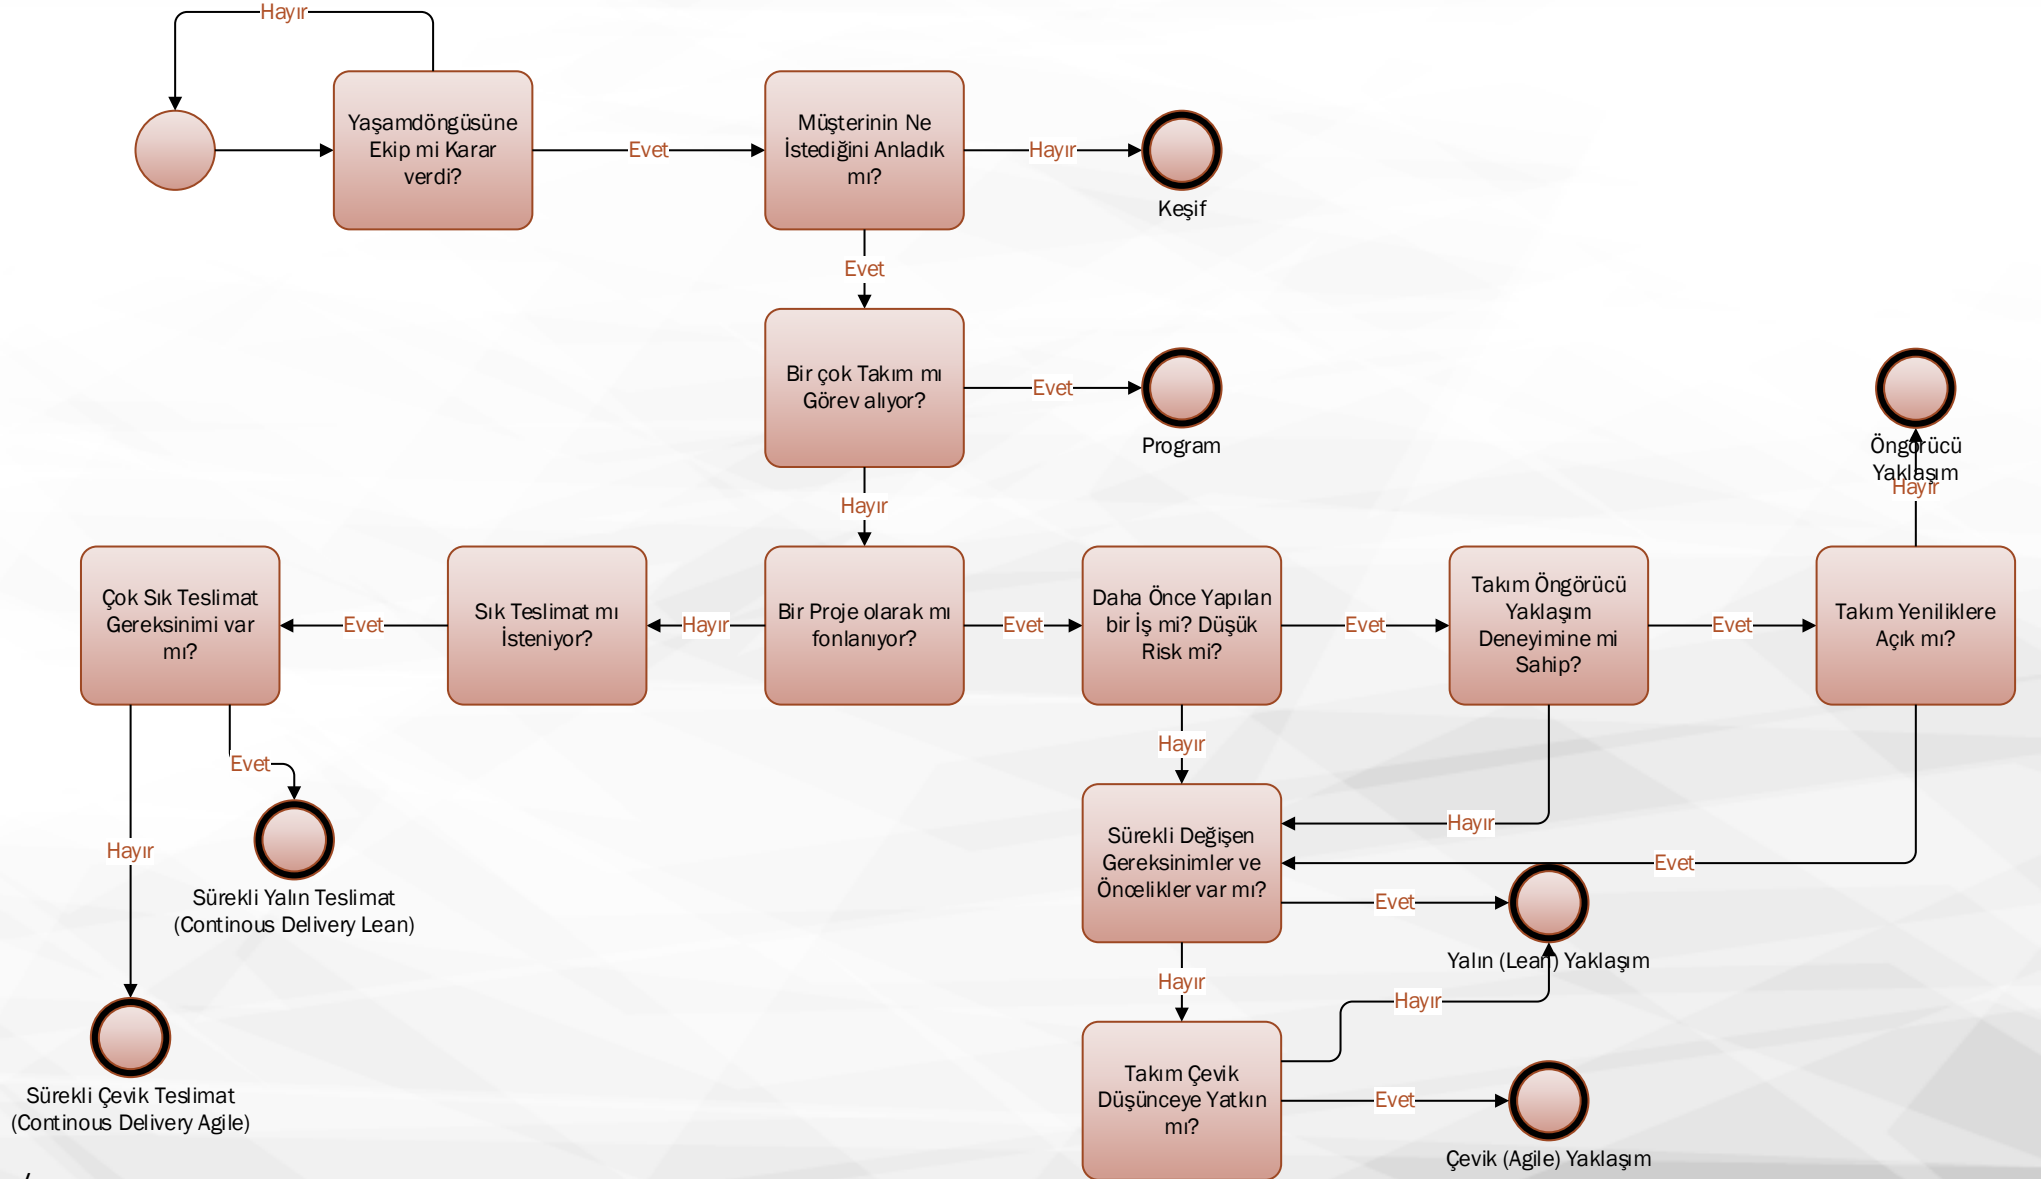 Hayır
Yaşamdöngüsüne
Ekip mi Karar
verdi?
Evet
Müşterinin Ne
İstediğini Anladık
mı?
Hayır
Keşif
Evet
Bir çok Takım mı
Görev alıyor?
Evet
Program
Öngörücü
Yaklaşım
Hayır
Hayır
Çok Sık Teslimat
Gereksinimi var
mı?
Evet
Sık Teslimat mı
İsteniyor?
Hayır
Bir Proje olarak mı
fonlanıyor?
Evet
Daha Önce Yapılan
bir İş mi? Düşük
Risk mi?
Evet
Takım Öngörücü
Yaklaşım
Deneyimine mi
Sahip?
Evet
Takım Yeniliklere
Açık mı?
Hayır
Evet
Hayır
Sürekli Değişen
Gereksinimler ve
Öncelikler var mı?
Hayır
Evet
Evet
Hayır
Sürekli Yalın Teslimat
(Continous Delivery Lean)
Yalın (Lean) Yaklaşım
Hayır
Hayır
Sürekli Çevik Teslimat
(Continous Delivery Agile)
Takım Çevik
Düşünceye Yatkın
mı?
Evet
Çevik (Agile) Yaklaşım